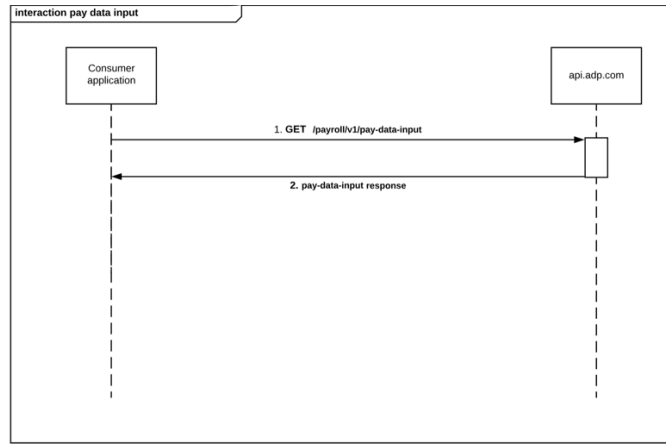 interaction pay data input
Consumer
application
api.adp.com
1. GET /payroll/v1/pay-data-input
2. pay-data-input response